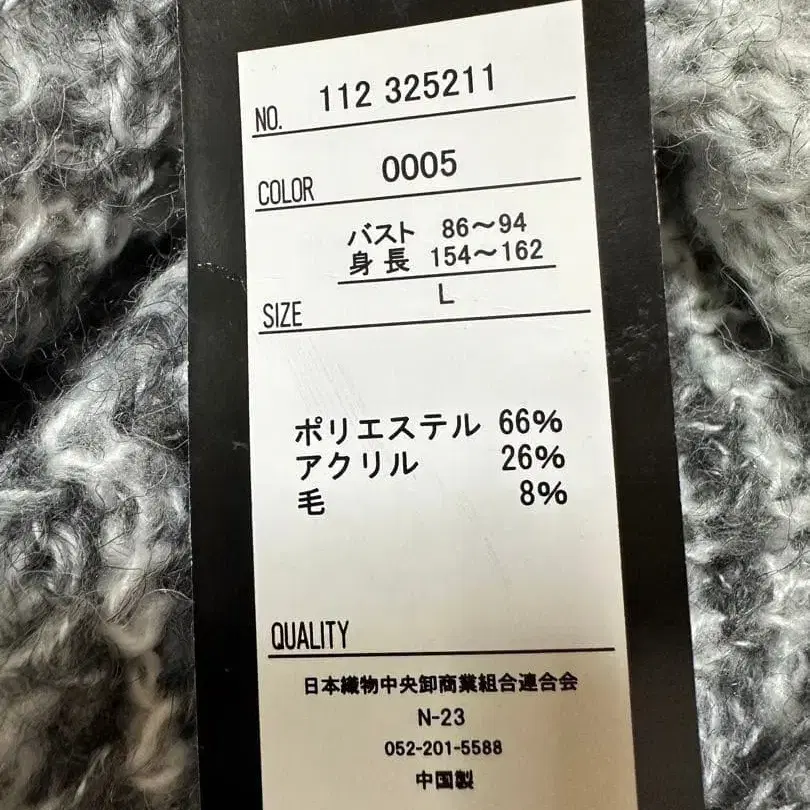 NO. 112 325211
COLOR 0005
バスト 86～94
身長 154～162
L
SIZE
ポリエステル 66%
アクリル 26%
毛 8%
QUALITY
日本織物中央卸商業組合連合会
N-23
052-201-5588
中国製